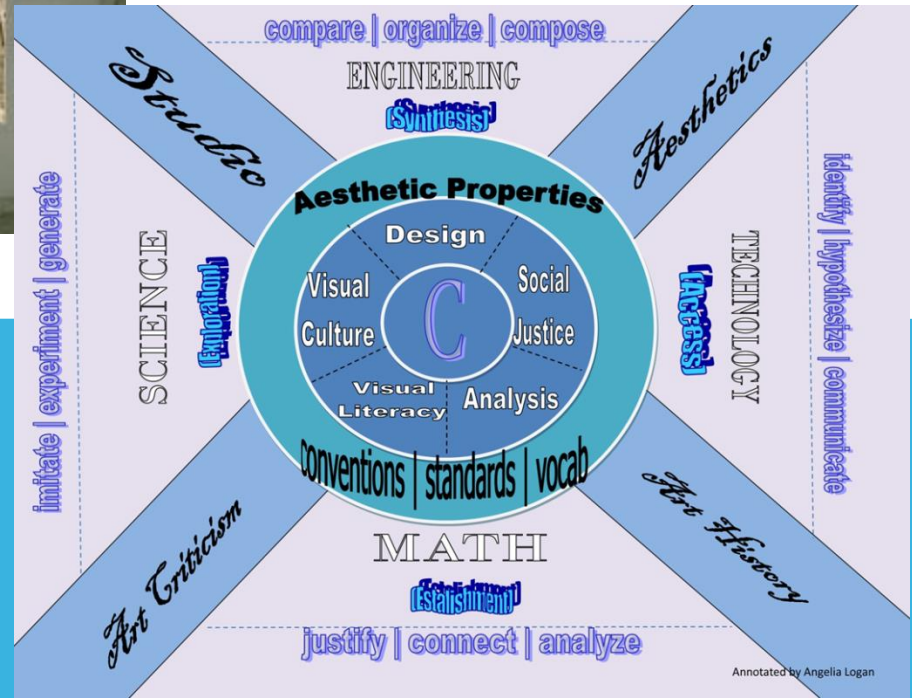 compare | organize | compose
ENGINEERING
(Synthesis)
Studio
Aesthetics
imitate | experiment | generate
SCIENCE
(Exploration)
Aesthetic Properties
Design
Visual
Culture
Social
Justice
C
Visual
Literacy
Analysis
conventions | standards | vocab
(Access)
TECHNOLOGY
identify | hypothesize | communicate
MATH
(Estalishment)
justify | connect | analyze
Art Criticism
Art History
Annotated by Angelia Logan